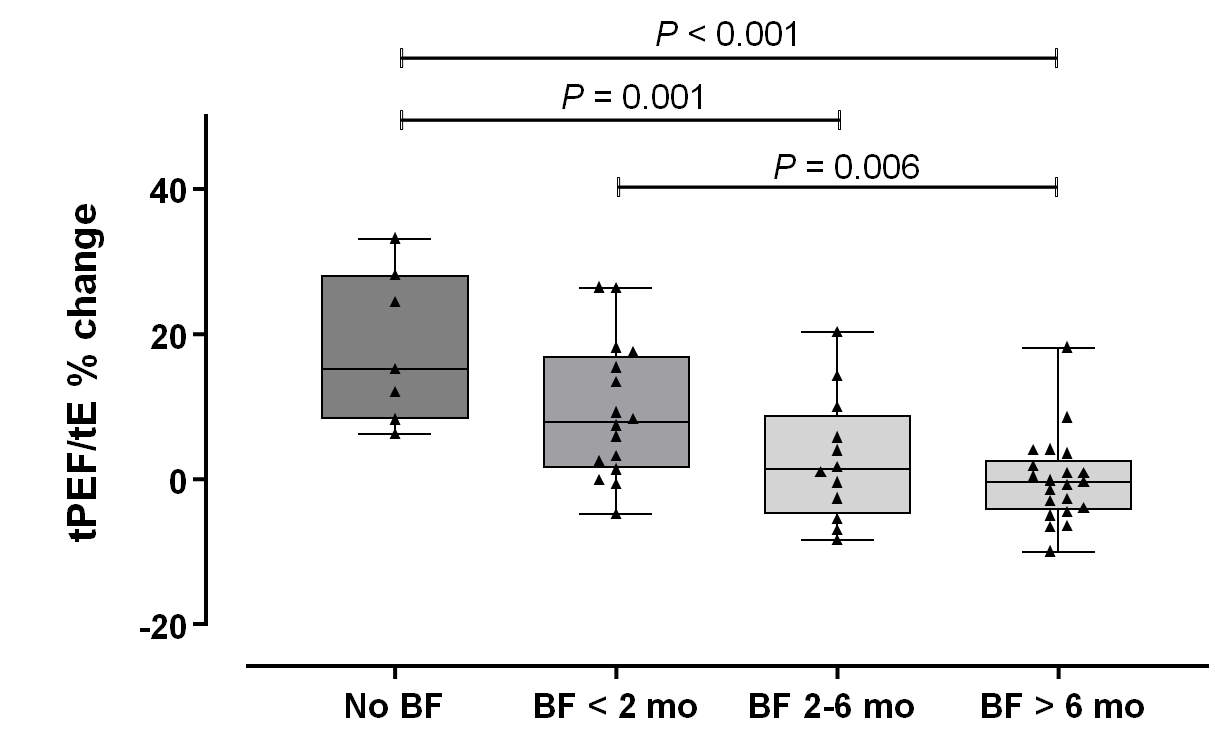 P < 0.001
P = 0.001
P = 0.006
tPEF/tE % change
40
20
0
-20
No BF
BF < 2 mo
BF 2-6 mo
BF > 6 mo